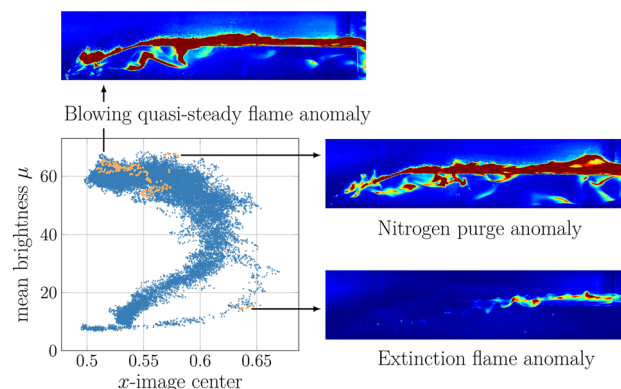 Blowing quasi-steady flame anomaly
mean brightness μ
60
40
20
0
0.5
0.55
0.6
0.65
x-image center
Nitrogen purge anomaly
Extinction flame anomaly